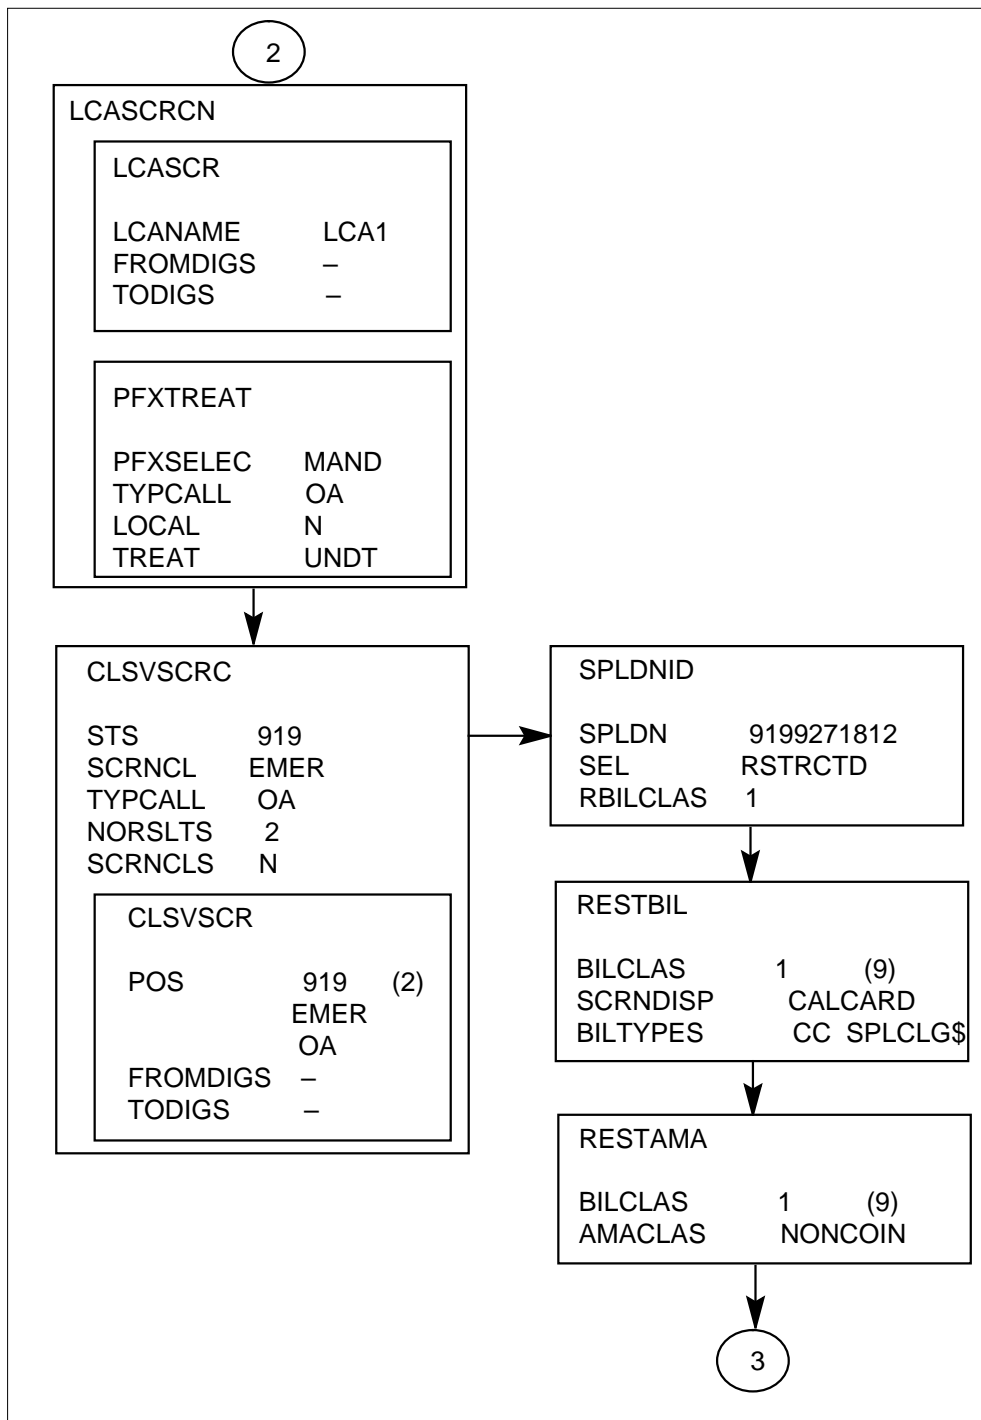 2
LCASCRCN
LCASCR
LCANAME LCA1
FROMDIGS –
TODIGS –
PFXTREAT
PFXSELEC MAND
TYPCALL OA
LOCAL N
TREAT UNDT
CLSVSCRC
STS 919
SCRNCL EMER
TYPCALL OA
NORSLTS 2
SCRNCLS N
CLSVSCR
POS 919 (2)
EMER
OA
FROMDIGS –
TODIGS –
SPLDNID
SPLDN 9199271812
SEL RSTRCTD
RBILCLAS 1
RESTBIL
BILCLAS 1 (9)
SCRNDISP CALCARD
BILTYPES CC SPLCLG$
RESTAMA
BILCLAS 1 (9)
AMACLAS NONCOIN
3